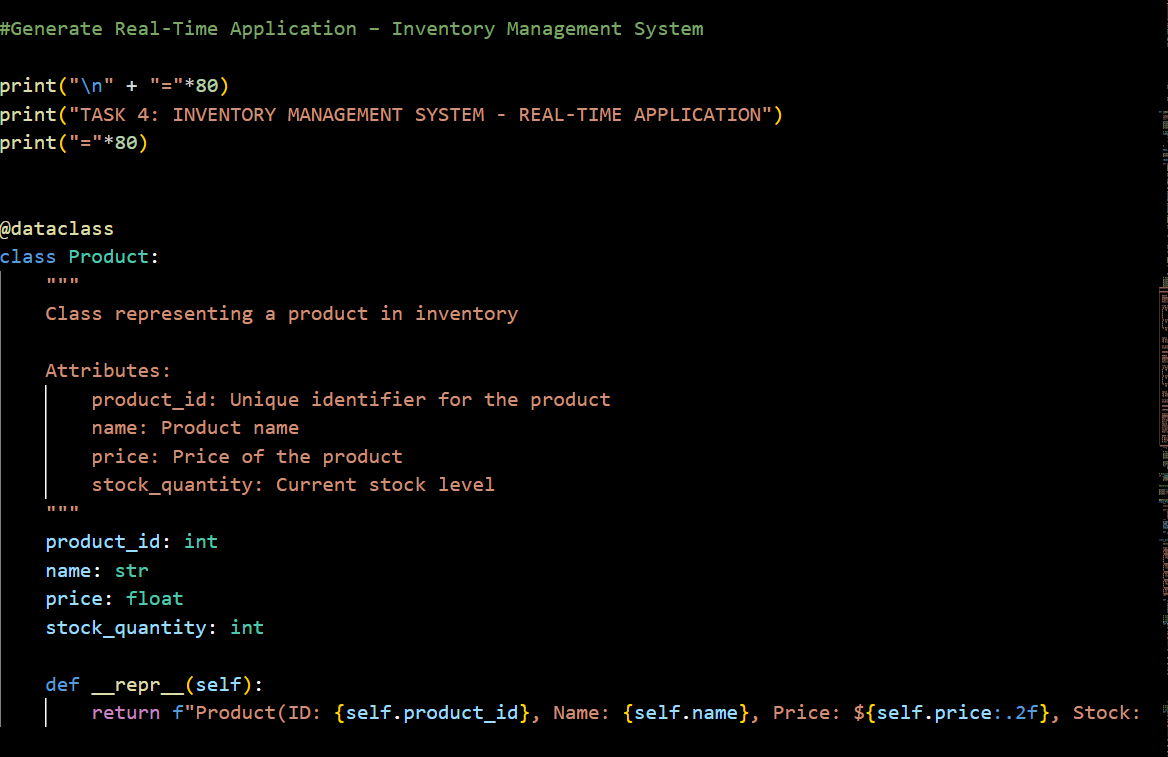 #Generate Real-Time Application – Inventory Management System
print("\n" + "="*80)
print("TASK 4: INVENTORY MANAGEMENT SYSTEM - REAL-TIME APPLICATION")
print("="*80)
@dataclass
class Product:
    """
    Class representing a product in inventory
    Attributes:
        product_id: Unique identifier for the product
        name: Product name
        price: Price of the product
        stock_quantity: Current stock level
    """
    product_id: int
    name: str
    price: float
    stock_quantity: int
    def __repr__(self):
        return f"Product(ID: {self.product_id}, Name: {self.name}, Price: ${self.price:.2f}, Stock: